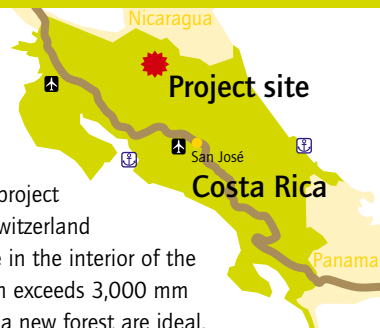 Nicaragua
Project site
San José
Costa Rica
Panama
project
witzerland
e in the interior of the
n exceeds 3,000 mm
a new forest are ideal.